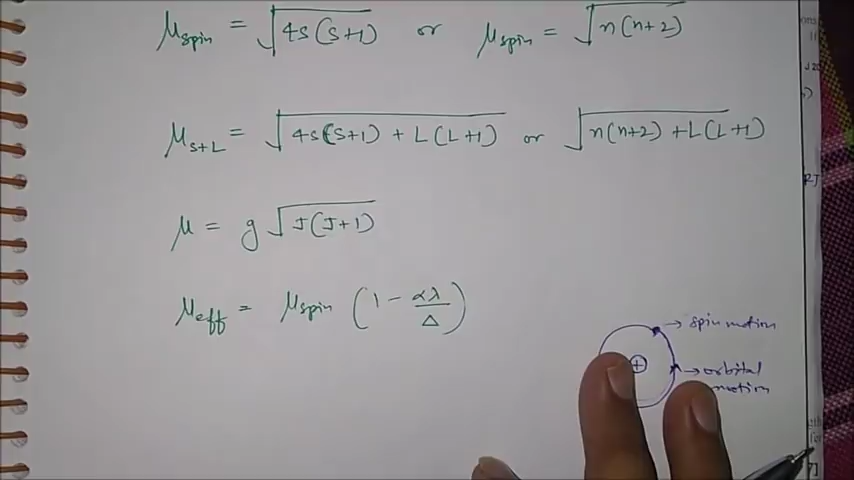 μspin = √4s(s+1) or μspin = √n(n+2)
μs+L = √4s(s+1) + L(L+1) or √n(n+2) + L(L+1)
μ = g √J(J+1)
μeff = μspin (1 - αλ/Δ)
→ spin motion
+
→ orbital
motion